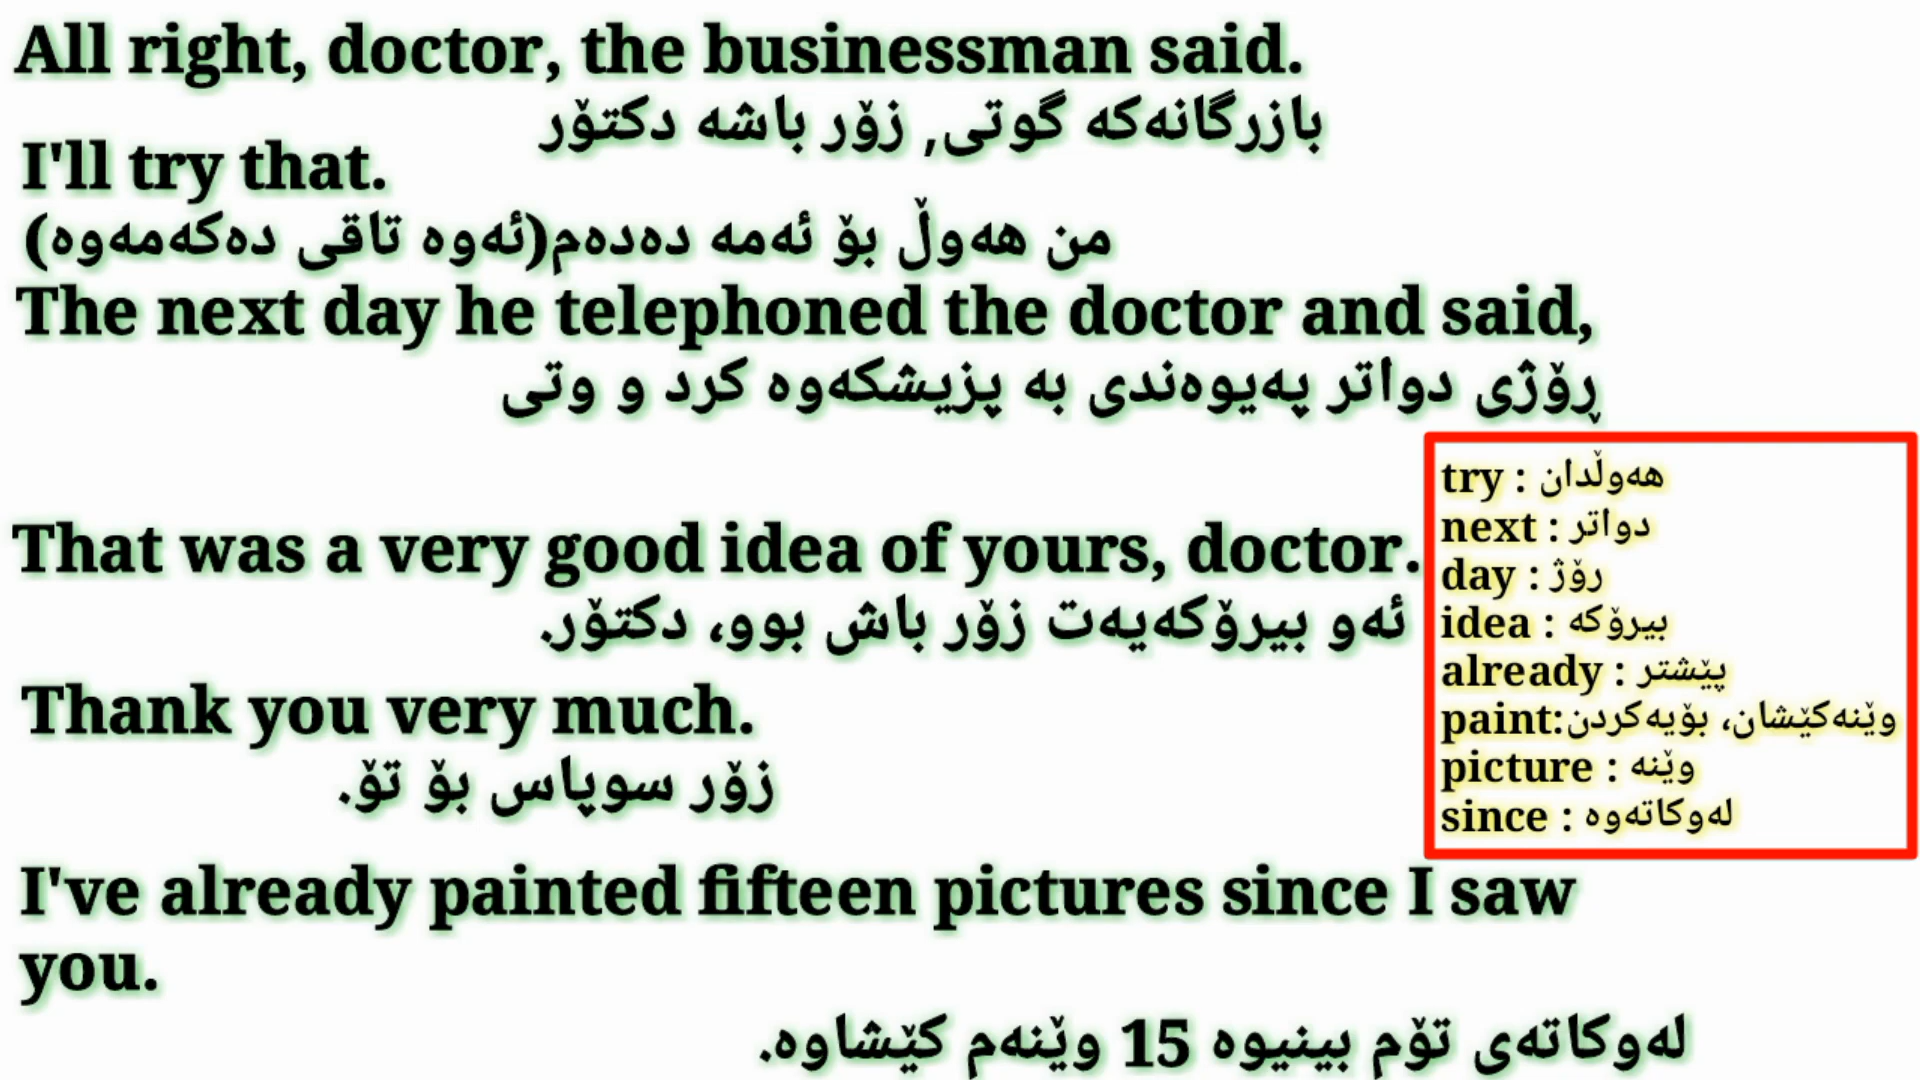 All right, doctor, the businessman said.
بازرگانەکە گوتی, زۆر باشە دکتۆر
I'll try that.
من هەوڵ بۆ ئەمە دەدەم(ئەوە تاقی دەکەمەوە)
The next day he telephoned the doctor and said,
ڕۆژی دواتر پەیوەندی بە پزیشکەوە کرد و وتی
That was a very good idea of yours, doctor.
ئەو بیرۆکەیەت زۆر باش بوو، دکتۆر.
Thank you very much.
زۆر سوپاس بۆ تۆ.
I've already painted fifteen pictures since I saw
you.
لەوکاتەی تۆم بینیوە 15 وێنەم کێشاوە.
try : هەوڵدان
next : دواتر
day : رۆژ
idea : بیرۆکە
already : پێشتر
paint:وێنەکێشان، بۆیەکردن
picture : وێنە
since : لەوکاتەوە